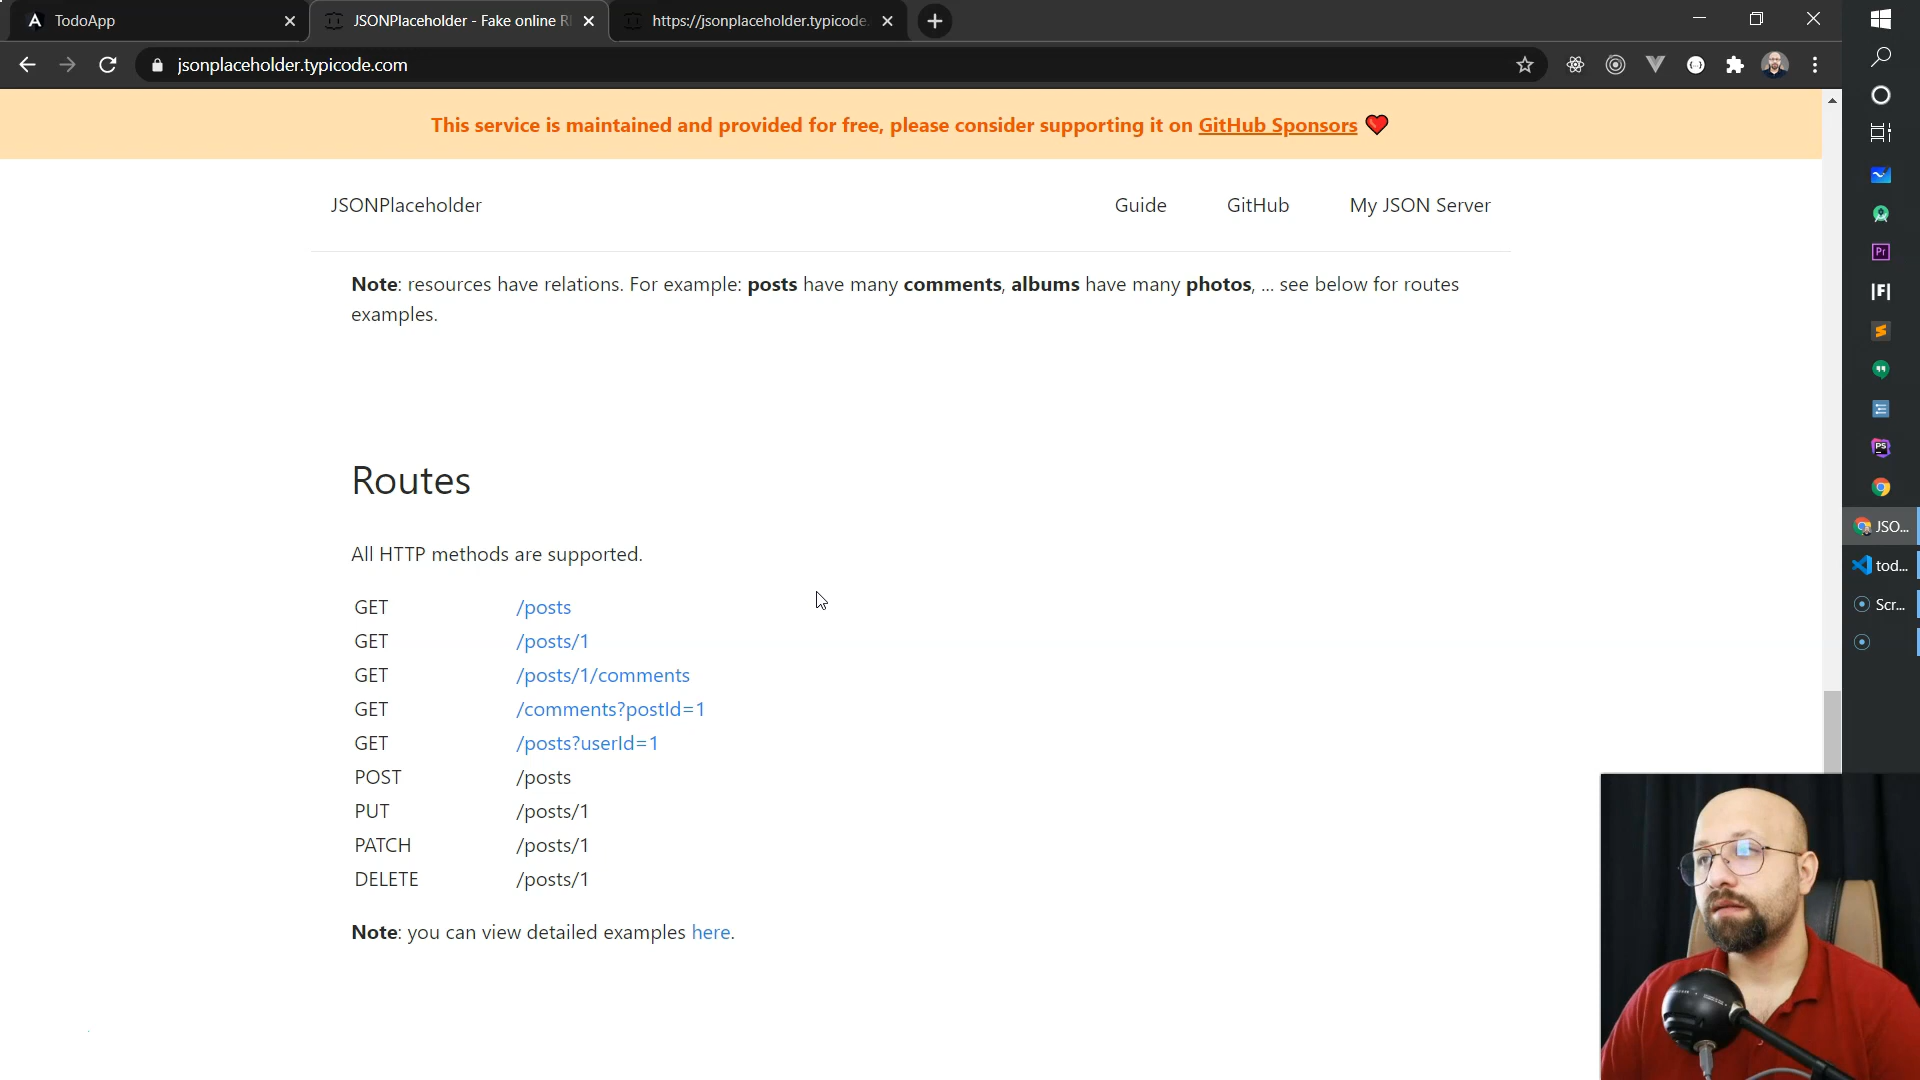 TodoApp
JSONPlaceholder - Fake online R
https://jsonplaceholder.typicode.
jsonplaceholder.typicode.com
This service is maintained and provided for free, please consider supporting it on GitHub Sponsors
JSONPlaceholder
Guide
GitHub
My JSON Server
Note: resources have relations. For example: posts have many comments, albums have many photos, ... see below for routes
examples.
Routes
All HTTP methods are supported.
GET /posts
GET /posts/1
GET /posts/1/comments
GET /comments?postId=1
GET /posts?userId=1
POST /posts
PUT /posts/1
PATCH /posts/1
DELETE /posts/1
Note: you can view detailed examples here.
Pr
|F|
PS
JSO...
tod...
Scr...